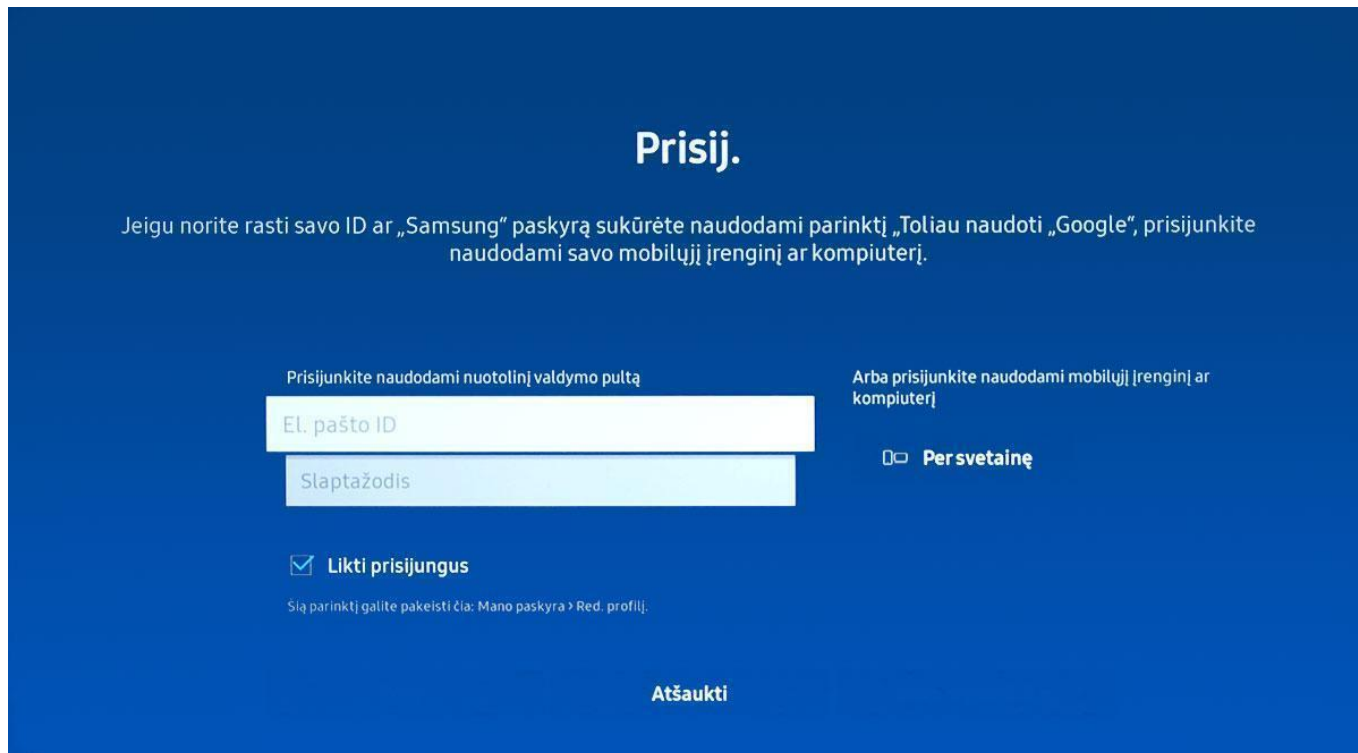 Prisij.
Jeigu norite rasti savo ID ar „Samsung“ paskyrą sukūrėte naudodami parinktį „Toliau naudoti „Google“, prisijunkite
naudodami savo mobilųjį įrenginį ar kompiuterį.
Prisijunkite naudodami nuotolinį valdymo pultą
El. pašto ID
Slaptažodis
Likti prisijungus
Šią parinktį galite pakeisti čia: Mano paskyra > Red. profilį.
Arba prisijunkite naudodami mobilųjį įrenginį ar
kompiuterį
Per svetainę
Atšaukti